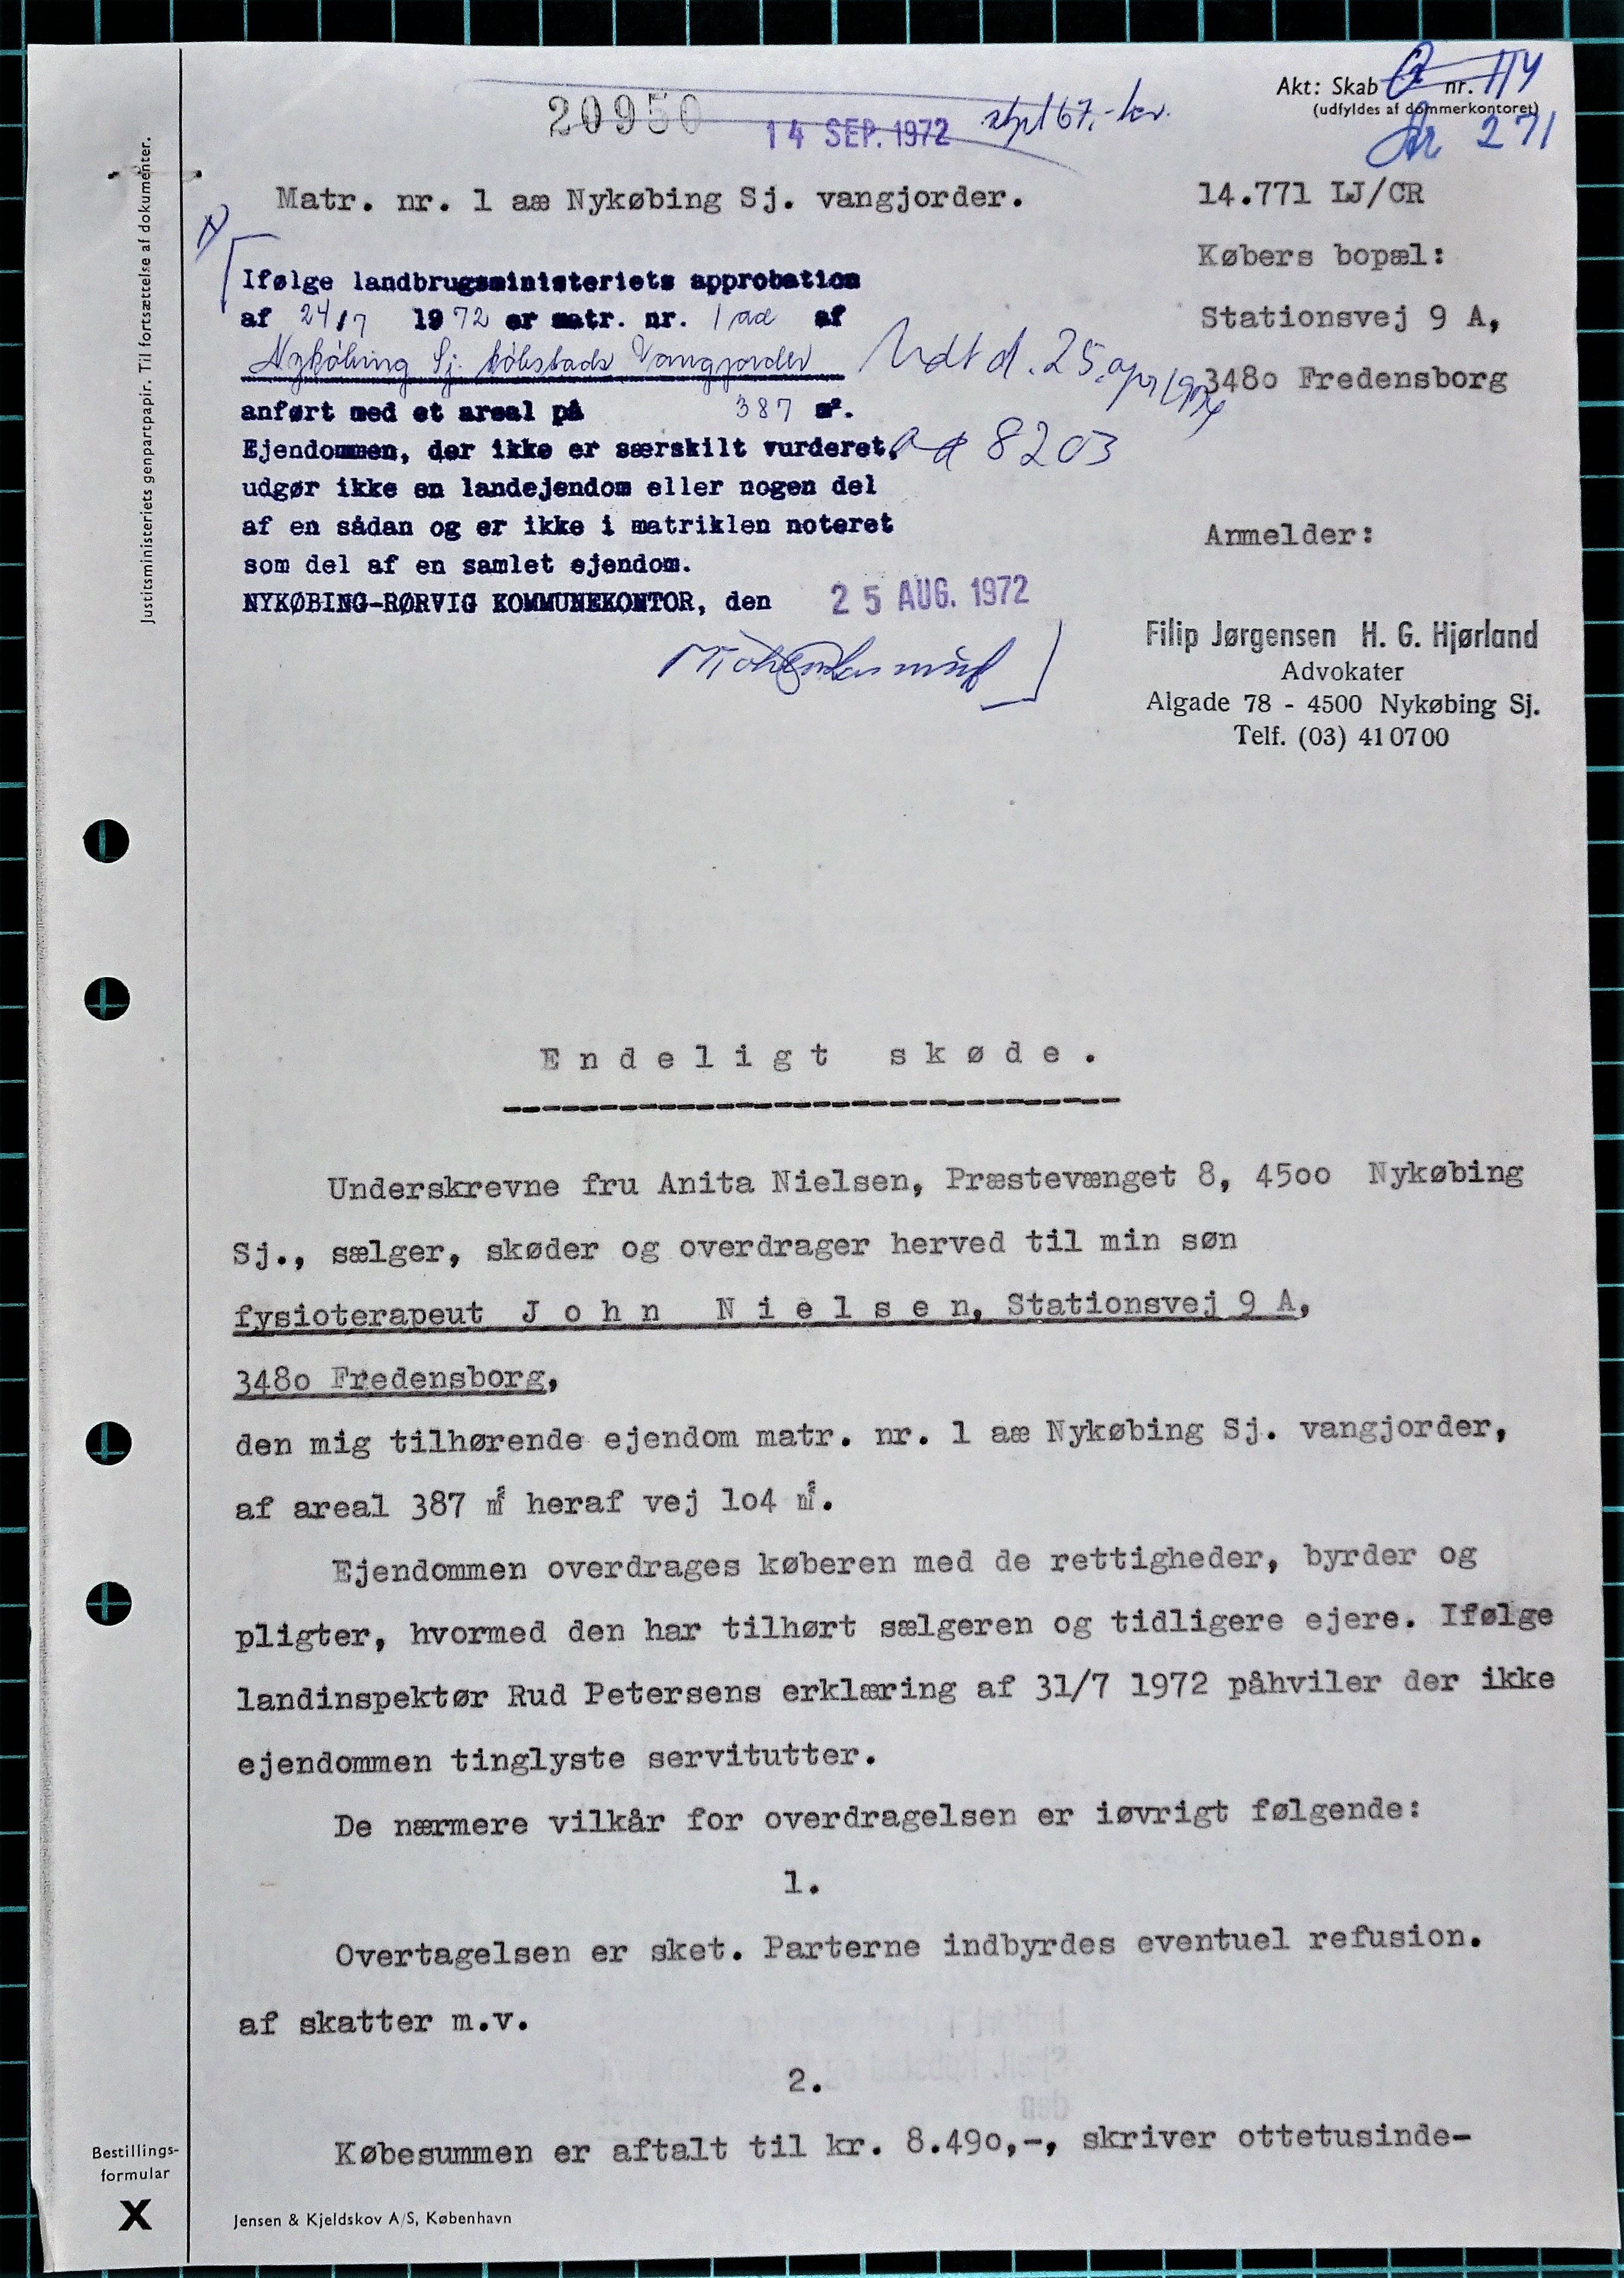 Akt: Skab nr. 114
(udfyldes af dommerkontoret)
271
20950
14 SEP. 1972
67,- kr.
Matr. nr. 1 aæ Nykøbing Sj. vangjorder.
14.771 LJ/CR
Købers bopæl:
Stationsvej 9 A,
3480 Fredensborg
Ifølge landbrugsministeriets approbation
af 24/7 1972 er matr. nr. 1 aæ af
Nykøbing Sj. købstads Vangjorder
anført med et areal på 387 m².
Ejendommen, der ikke er særskilt vurderet,
udgør ikke en landejendom eller nogen del
af en sådan og er ikke i matriklen noteret
som del af en samlet ejendom.
NYKØBING-RØRVIG KOMMUNEKONTOR, den 25 AUG. 1972
Udt d. 25. apr
8203
Anmelder:
Filip Jørgensen H. G. Hjørland
Advokater
Algade 78 - 4500 Nykøbing Sj.
Telf. (03) 41 07 00
Justitsministeriets genpartpapir. Til fortsættelse af dokumenter.
Endeligt skøde.
Underskrevne fru Anita Nielsen, Præstevænget 8, 4500 Nykøbing
Sj., sælger, skøder og overdrager herved til min søn
fysioterapeut John Nielsen, Stationsvej 9 A,
3480 Fredensborg,
den mig tilhørende ejendom matr. nr. 1 aæ Nykøbing Sj. vangjorder,
af areal 387 m² heraf vej 104 m².
Ejendommen overdrages køberen med de rettigheder, byrder og
pligter, hvormed den har tilhørt sælgeren og tidligere ejere. Ifølge
landinspektør Rud Petersens erklæring af 31/7 1972 påhviler der ikke
ejendommen tinglyste servitutter.
De nærmere vilkår for overdragelsen er iøvrigt følgende:
1.
Overtagelsen er sket. Parterne indbyrdes eventuel refusion.
af skatter m.v.
2.
Købesummen er aftalt til kr. 8.490,-, skriver ottetusinde-
Bestillings-
formular
X
Jensen & Kjeldskov A/S, København